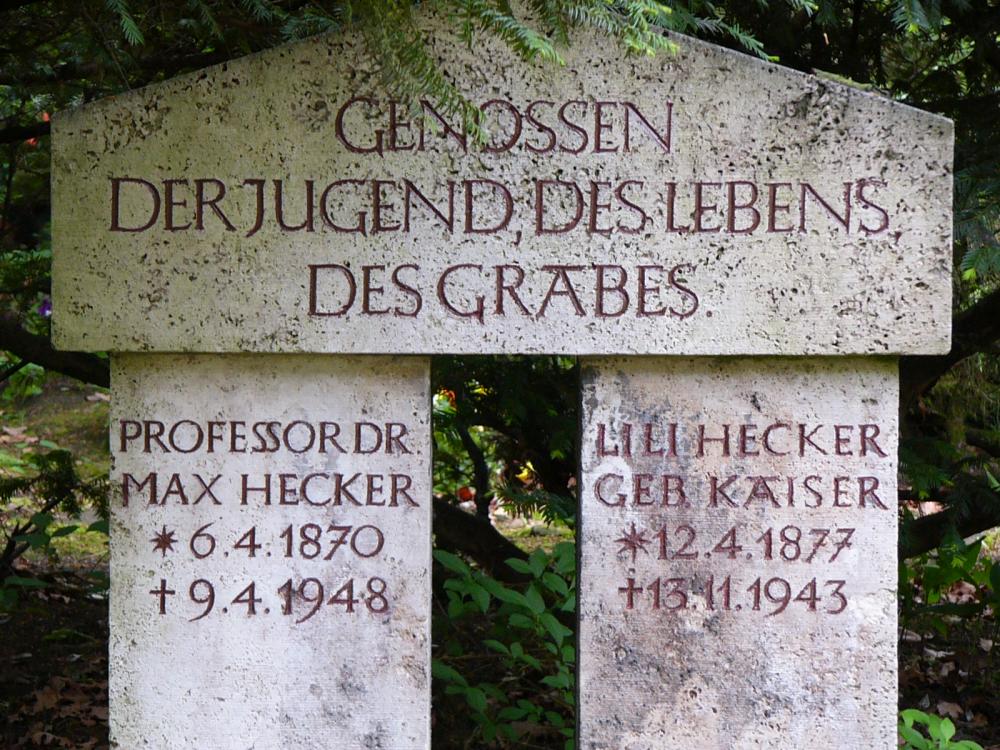 GENOSSEN
DER JUGEND, DES LEBENS,
DES GRABES.
PROFESSOR DR.
MAX HECKER
* 6.4.1870
† 9.4.1948
LILI HECKER
GEB. KAISER
* 12.4.1877
† 13.11.1943